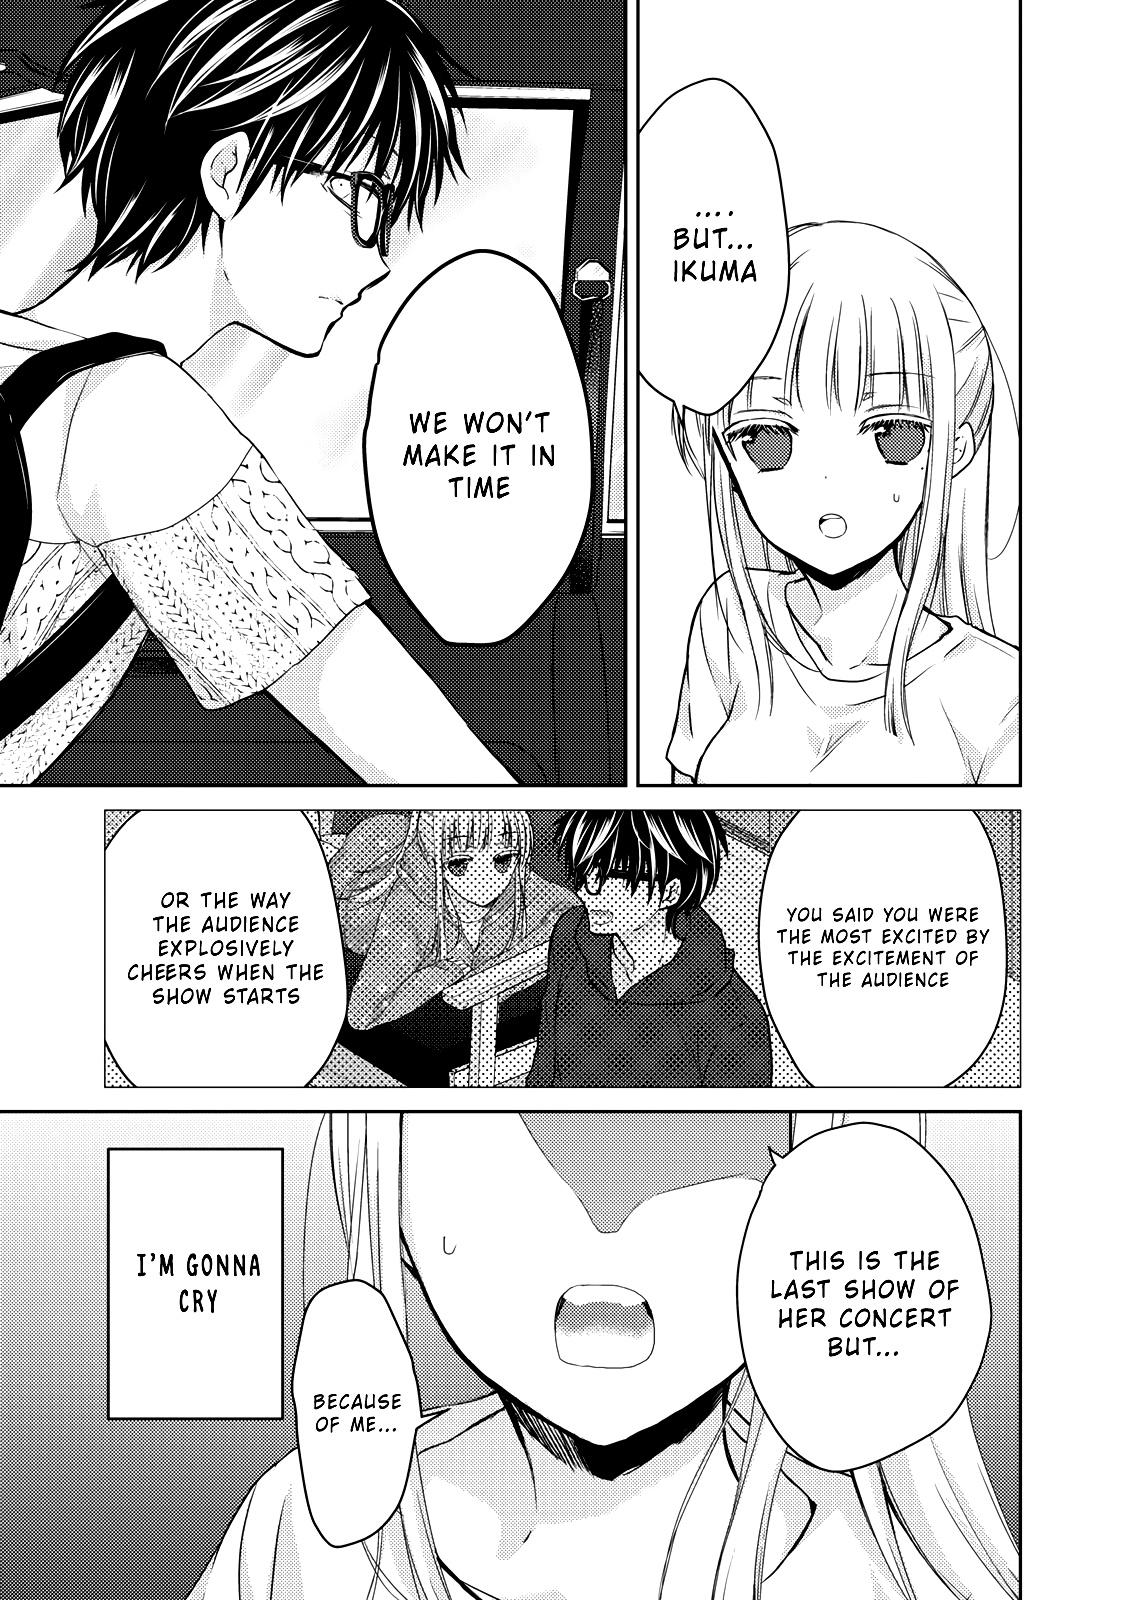 ....
BUT...
IKUMA
WE WON'T
MAKE IT IN
TIME
YOU SAID YOU WERE
THE MOST EXCITED BY
THE EXCITEMENT OF
THE AUDIENCE
OR THE WAY
THE AUDIENCE
EXPLOSIVELY
CHEERS WHEN THE
SHOW STARTS
THIS IS THE
LAST SHOW OF
HER CONCERT
BUT...
BECAUSE
OF ME...
I'M GONNA
CRY